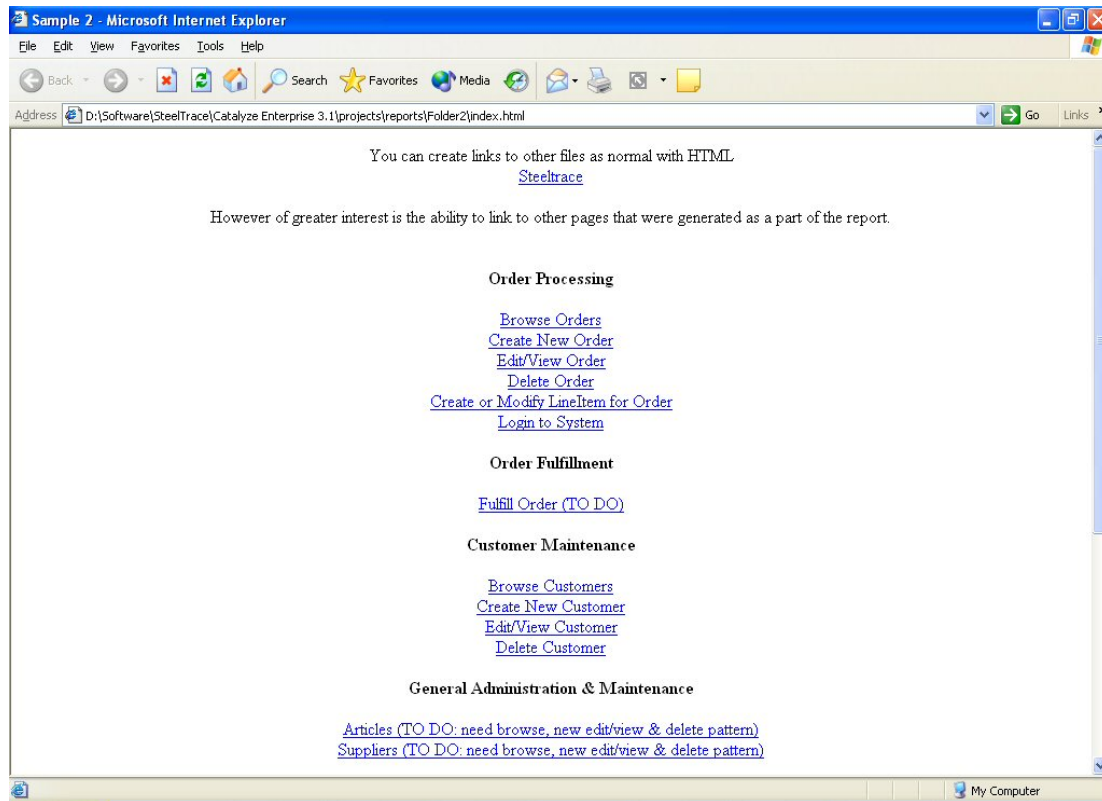 Sample 2 - Microsoft Internet Explorer
File Edit View Favorites Tools Help
Back Search Favorites Media
Address D:\Software\SteelTrace\Catalyze Enterprise 3.1\projects\reports\Folder2\index.html Go Links
You can create links to other files as normal with HTML
Steeltrace
However of greater interest is the ability to link to other pages that were generated as a part of the report.
Order Processing
Browse Orders
Create New Order
Edit/View Order
Delete Order
Create or Modify LineItem for Order
Login to System
Order Fulfillment
Fulfill Order (TO DO)
Customer Maintenance
Browse Customers
Create New Customer
Edit/View Customer
Delete Customer
General Administration & Maintenance
Articles (TO DO: need browse, new edit/view & delete pattern)
Suppliers (TO DO: need browse, new edit/view & delete pattern)
My Computer